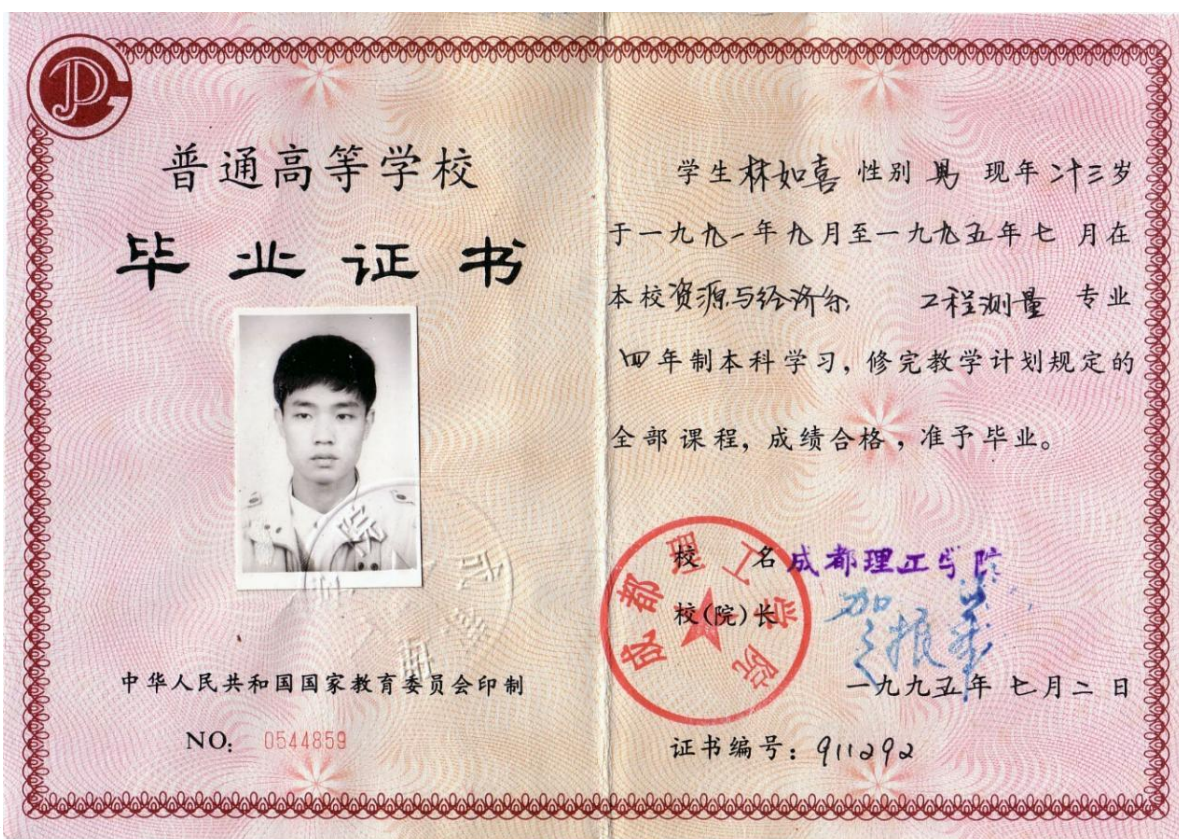 普通高等学校
毕业证书
中华人民共和国国家教育委员会印制
NO: 0544859
学生林如喜 性别 男 现年廿三岁
于一九九一年九月至一九九五年七 月在
本校资源与经济系 工程测量 专业
四年制本科学习，修完教学计划规定的
全部课程，成绩合格，准予毕业。
校 名 成都理工学院
校(院)长 贺振华
成都理工学院
一九九五年 七月二 日
证书编号：911292